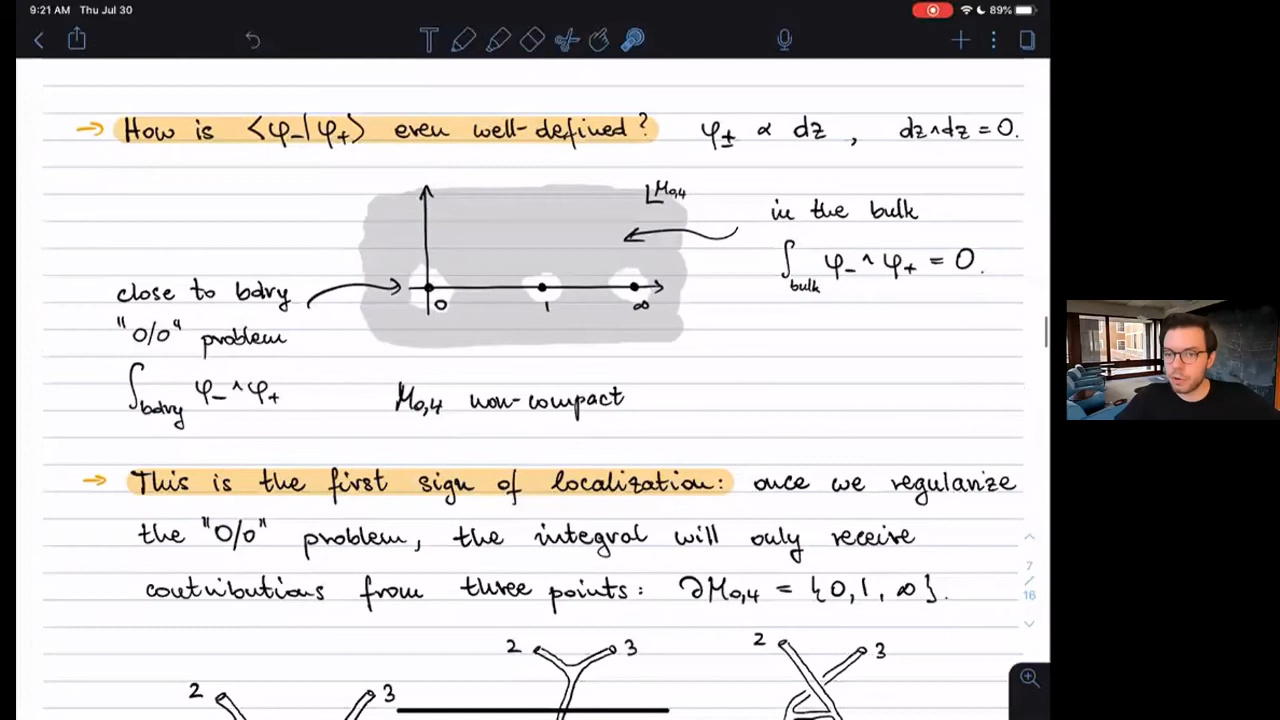 9:21 AM Thu Jul 30
89%
→ How is ⟨φ₋|φ₊⟩ even well-defined? φ± ∝ dz , dz∧dz = 0.
M₀,₄
in the bulk
∫bulk φ₋ ∧ φ₊ = 0.
close to bdry
"0/0" problem
∫bdry φ₋ ∧ φ₊
0 1 ∞
M₀,₄ non-compact
→ This is the first sign of localization: once we regularize
the "0/0" problem, the integral will only receive
contributions from three points: ∂M₀,₄ = {0, 1, ∞}.
7
/
16
2 3
2 3
2 3